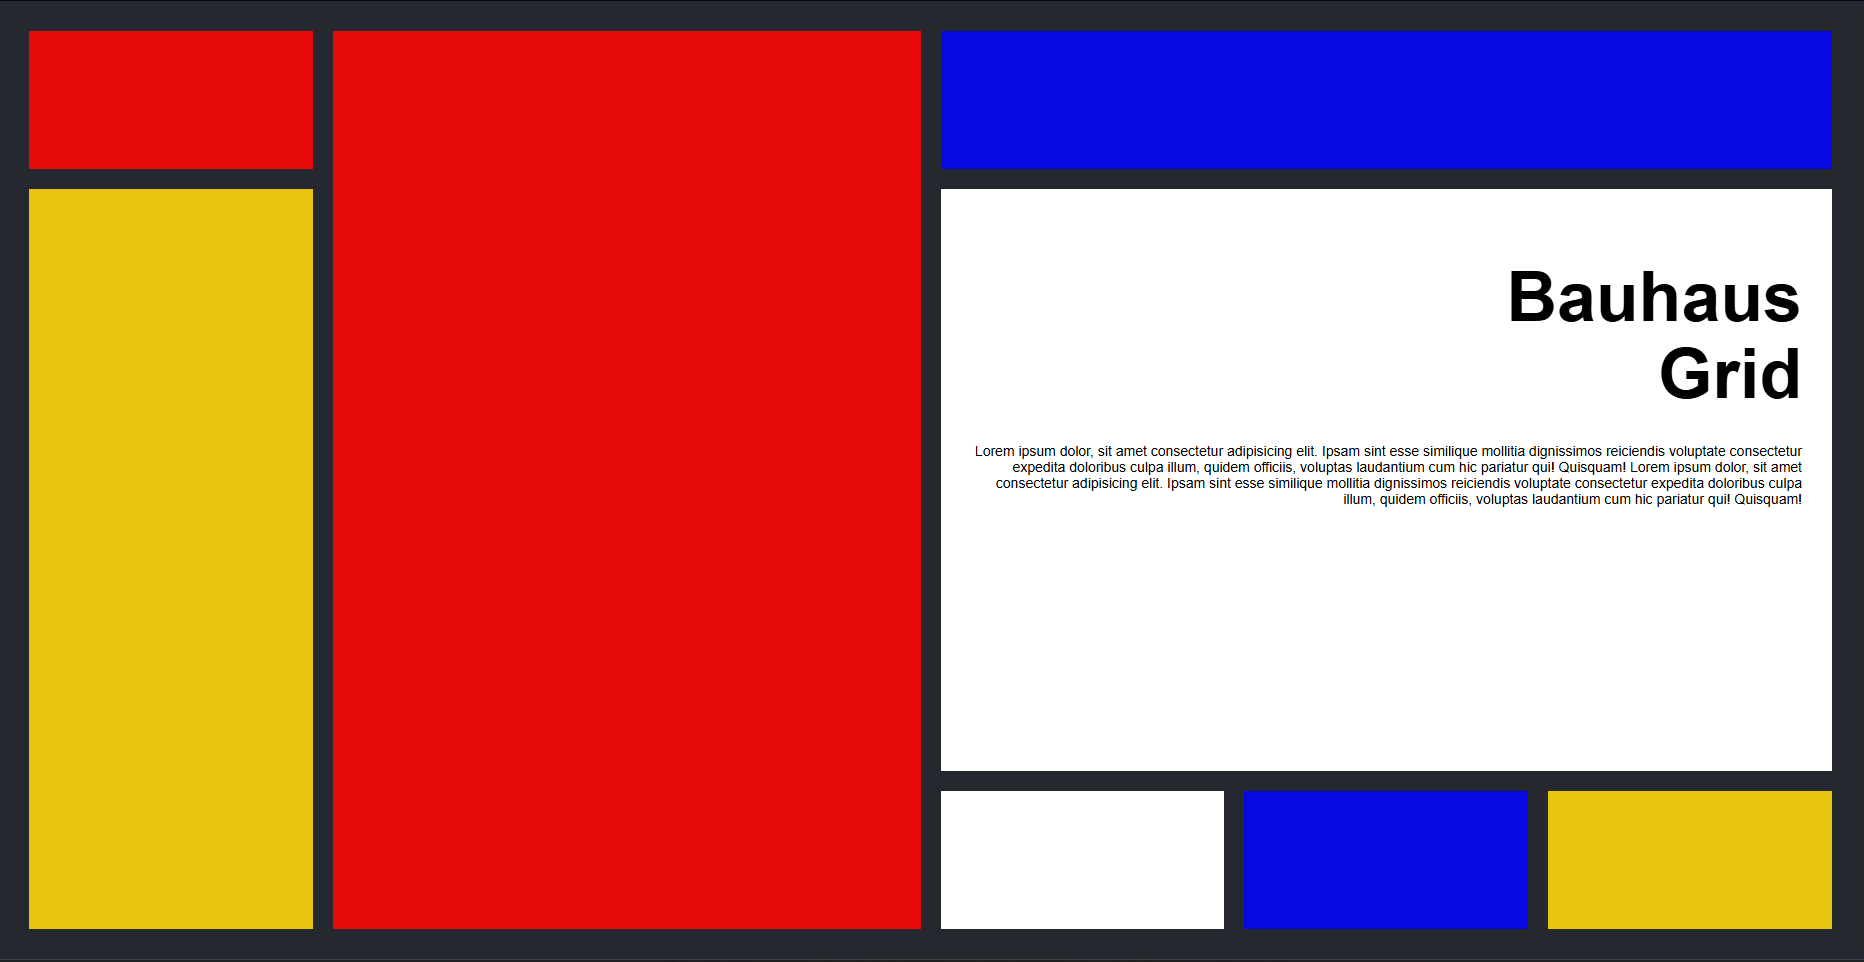 Bauhaus
Grid
Lorem ipsum dolor, sit amet consectetur adipisicing elit. Ipsam sint esse similique mollitia dignissimos reiciendis voluptate consectetur
expedita doloribus culpa illum, quidem officiis, voluptas laudantium cum hic pariatur qui! Quisquam! Lorem ipsum dolor, sit amet
consectetur adipisicing elit. Ipsam sint esse similique mollitia dignissimos reiciendis voluptate consectetur expedita doloribus culpa
illum, quidem officiis, voluptas laudantium cum hic pariatur qui! Quisquam!